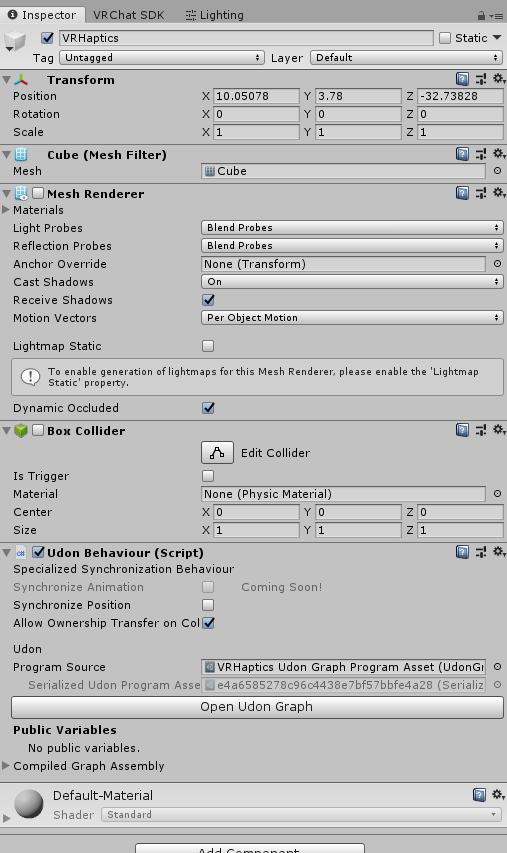 Inspector VRChat SDK Lighting
VRHaptics Static
Tag Untagged Layer Default
Transform
Position X 10.05078 Y 3.78 Z -32.73828
Rotation X 0 Y 0 Z 0
Scale X 1 Y 1 Z 1
Cube (Mesh Filter)
Mesh Cube
Mesh Renderer
Materials
Light Probes Blend Probes
Reflection Probes Blend Probes
Anchor Override None (Transform)
Cast Shadows On
Receive Shadows
Motion Vectors Per Object Motion
Lightmap Static
To enable generation of lightmaps for this Mesh Renderer, please enable the 'Lightmap
Static' property.
Dynamic Occluded
Box Collider
Edit Collider
Is Trigger
Material None (Physic Material)
Center X 0 Y 0 Z 0
Size X 1 Y 1 Z 1
c# Udon Behaviour (Script)
Specialized Synchronization Behaviour
Synchronize Animation Coming Soon!
Synchronize Position
Allow Ownership Transfer on Col
Udon
Program Source VRHaptics Udon Graph Program Asset (UdonGr
Serialized Udon Program Asse e4a6585278c96c4438e7bf57bbfe4a28 (Serializ
Open Udon Graph
Public Variables
No public variables.
Compiled Graph Assembly
Default-Material
Shader Standard
Add Component